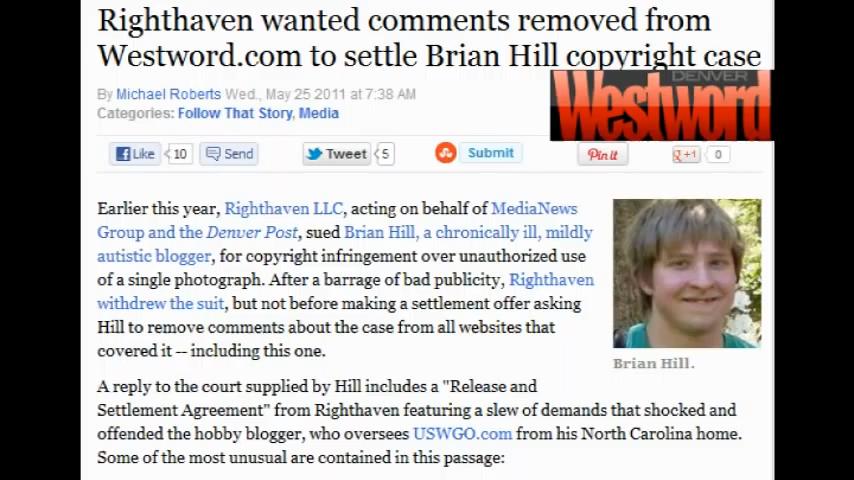 Righthaven wanted comments removed from
Westword.com to settle Brian Hill copyright case
By Michael Roberts Wed., May 25 2011 at 7:38 AM
Categories: Follow That Story, Media
DENVER
Westword
Like 10 Send Tweet 5 Submit Pin it g +1 0
Earlier this year, Righthaven LLC, acting on behalf of MediaNews
Group and the Denver Post, sued Brian Hill, a chronically ill, mildly
autistic blogger, for copyright infringement over unauthorized use
of a single photograph. After a barrage of bad publicity, Righthaven
withdrew the suit, but not before making a settlement offer asking
Hill to remove comments about the case from all websites that
covered it -- including this one.
Brian Hill.
A reply to the court supplied by Hill includes a "Release and
Settlement Agreement" from Righthaven featuring a slew of demands that shocked and
offended the hobby blogger, who oversees USWGO.com from his North Carolina home.
Some of the most unusual are contained in this passage: